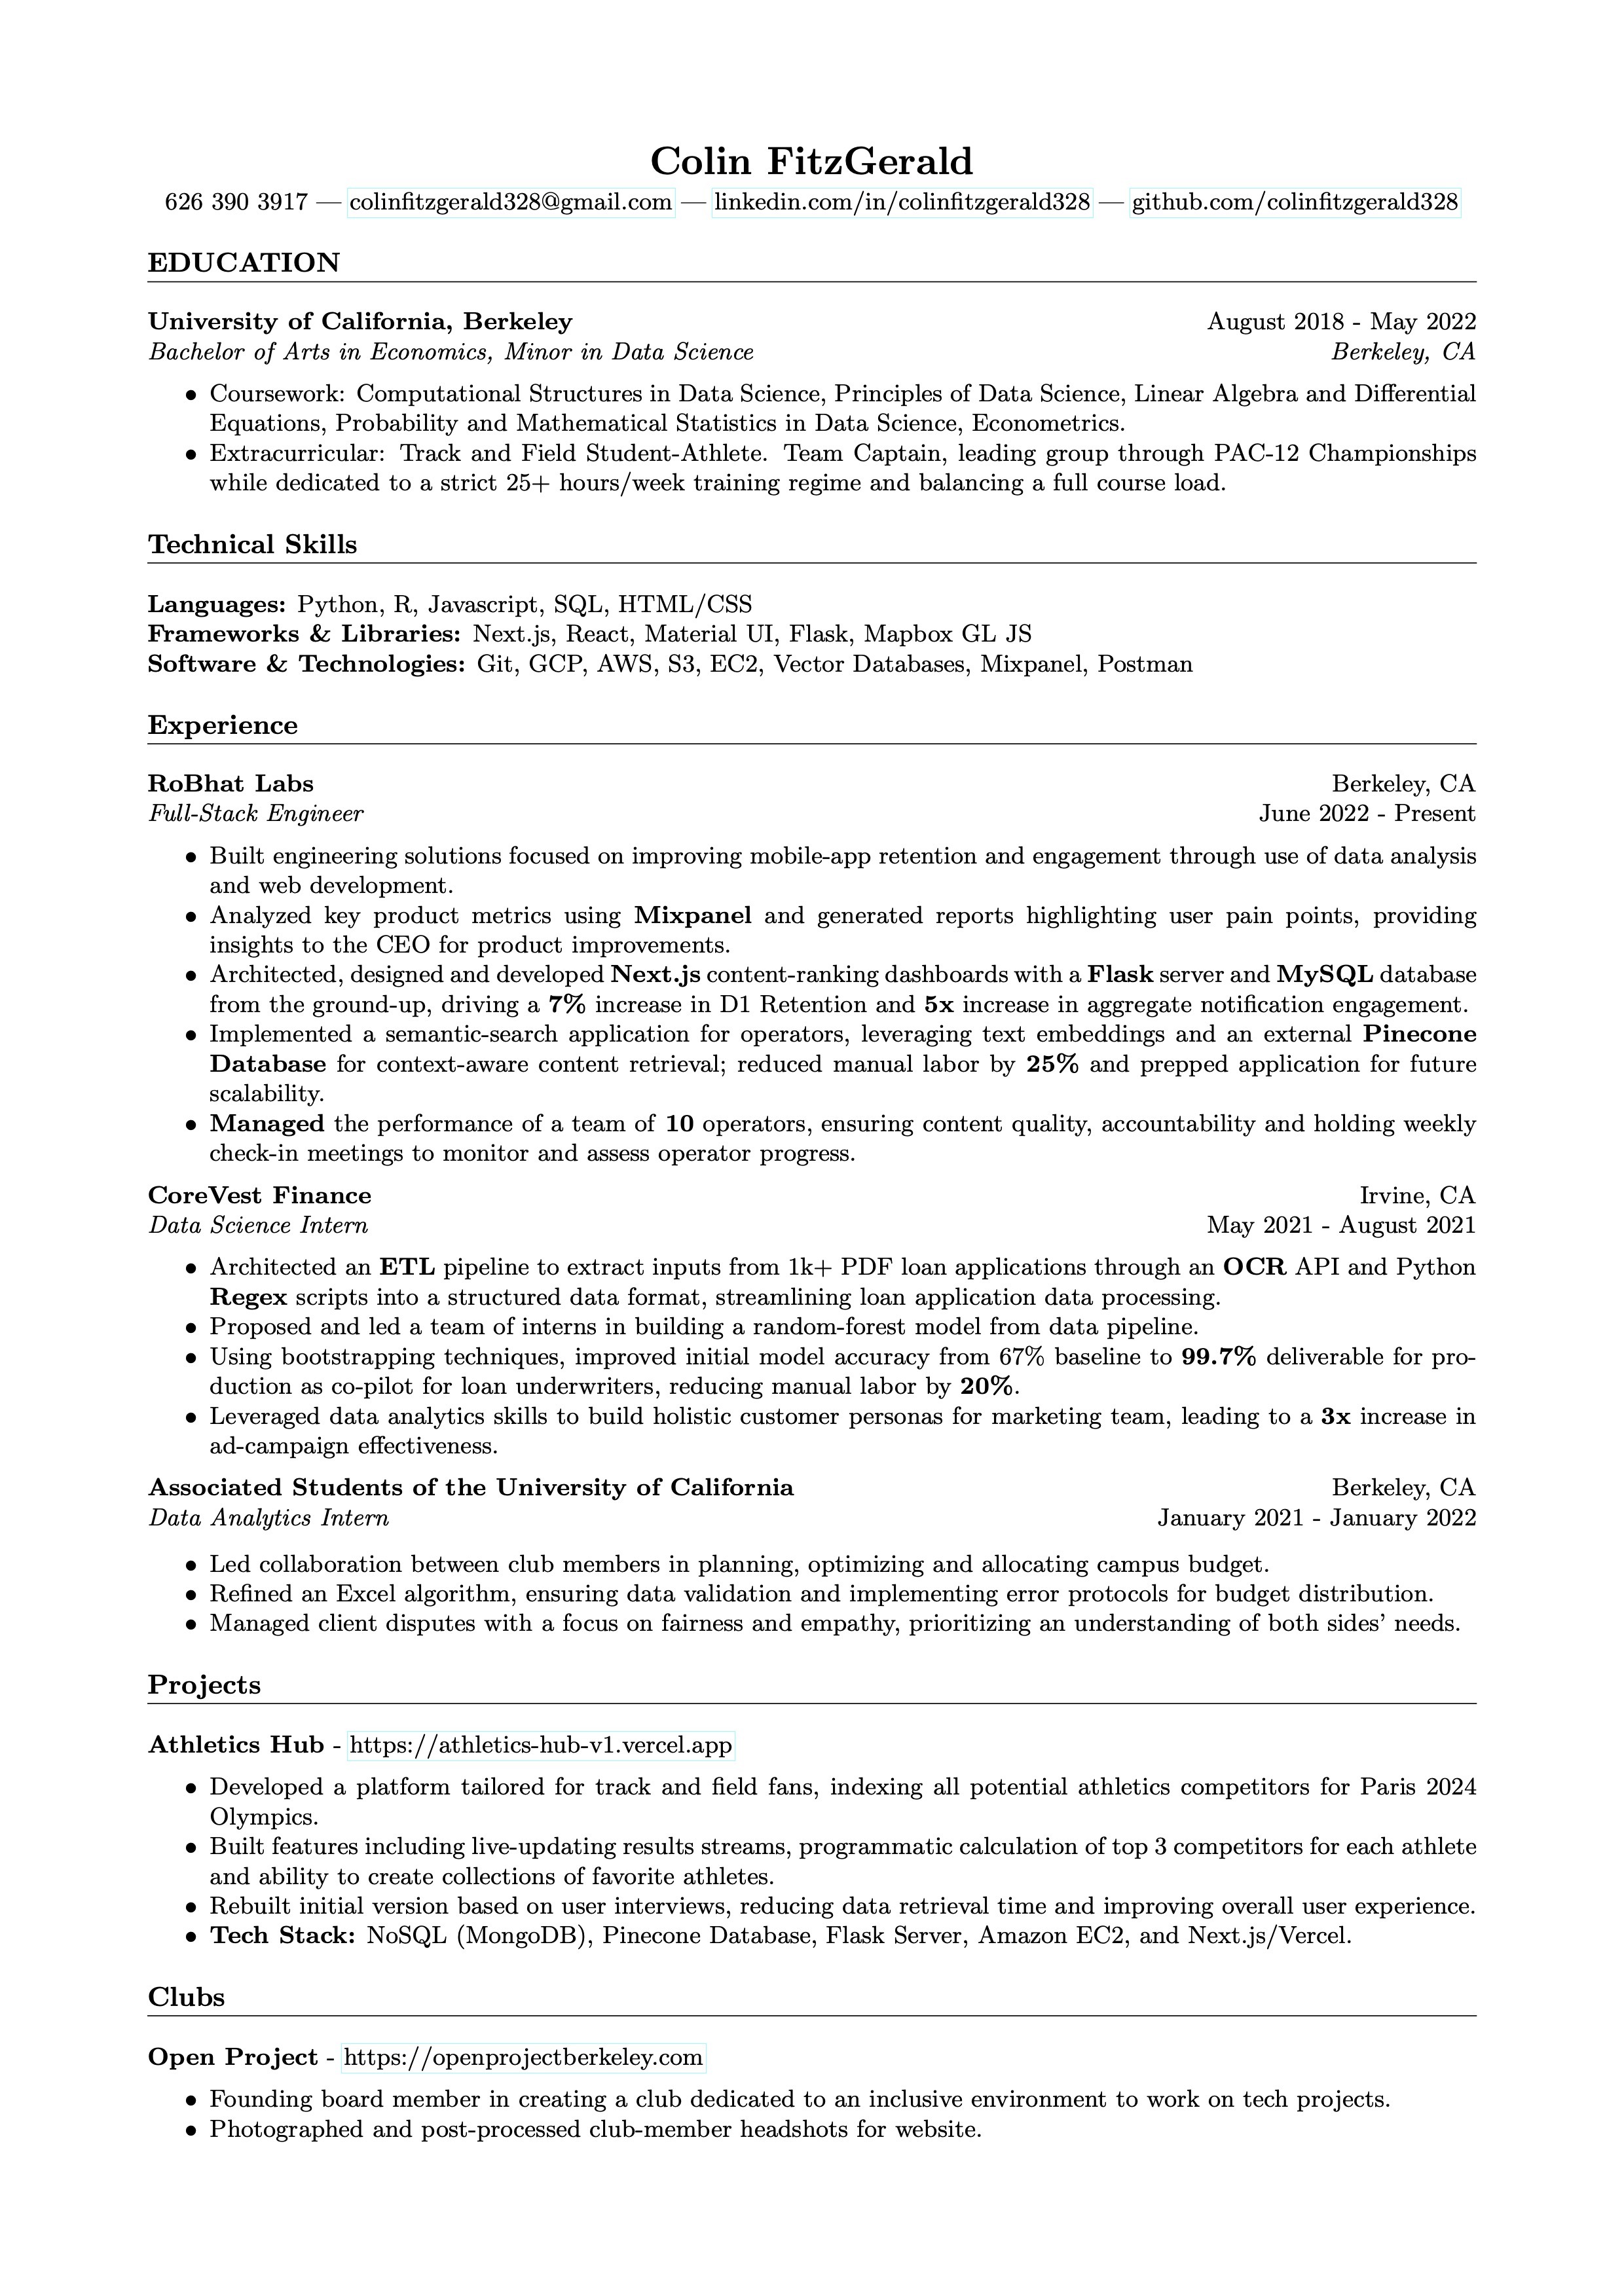 Colin FitzGerald
626 390 3917 — colinfitzgerald328@gmail.com — linkedin.com/in/colinfitzgerald328 — github.com/colinfitzgerald328
EDUCATION
University of California, Berkeley August 2018 - May 2022
Bachelor of Arts in Economics, Minor in Data Science Berkeley, CA
• Coursework: Computational Structures in Data Science, Principles of Data Science, Linear Algebra and Differential
Equations, Probability and Mathematical Statistics in Data Science, Econometrics.
• Extracurricular: Track and Field Student-Athlete. Team Captain, leading group through PAC-12 Championships
while dedicated to a strict 25+ hours/week training regime and balancing a full course load.
Technical Skills
Languages: Python, R, Javascript, SQL, HTML/CSS
Frameworks & Libraries: Next.js, React, Material UI, Flask, Mapbox GL JS
Software & Technologies: Git, GCP, AWS, S3, EC2, Vector Databases, Mixpanel, Postman
Experience
RoBhat Labs Berkeley, CA
Full-Stack Engineer June 2022 - Present
• Built engineering solutions focused on improving mobile-app retention and engagement through use of data analysis
and web development.
• Analyzed key product metrics using Mixpanel and generated reports highlighting user pain points, providing
insights to the CEO for product improvements.
• Architected, designed and developed Next.js content-ranking dashboards with a Flask server and MySQL database
from the ground-up, driving a 7% increase in D1 Retention and 5x increase in aggregate notification engagement.
• Implemented a semantic-search application for operators, leveraging text embeddings and an external Pinecone
Database for context-aware content retrieval; reduced manual labor by 25% and prepped application for future
scalability.
• Managed the performance of a team of 10 operators, ensuring content quality, accountability and holding weekly
check-in meetings to monitor and assess operator progress.
CoreVest Finance Irvine, CA
Data Science Intern May 2021 - August 2021
• Architected an ETL pipeline to extract inputs from 1k+ PDF loan applications through an OCR API and Python
Regex scripts into a structured data format, streamlining loan application data processing.
• Proposed and led a team of interns in building a random-forest model from data pipeline.
• Using bootstrapping techniques, improved initial model accuracy from 67% baseline to 99.7% deliverable for pro-
duction as co-pilot for loan underwriters, reducing manual labor by 20%.
• Leveraged data analytics skills to build holistic customer personas for marketing team, leading to a 3x increase in
ad-campaign effectiveness.
Associated Students of the University of California Berkeley, CA
Data Analytics Intern January 2021 - January 2022
• Led collaboration between club members in planning, optimizing and allocating campus budget.
• Refined an Excel algorithm, ensuring data validation and implementing error protocols for budget distribution.
• Managed client disputes with a focus on fairness and empathy, prioritizing an understanding of both sides' needs.
Projects
Athletics Hub - https://athletics-hub-v1.vercel.app
• Developed a platform tailored for track and field fans, indexing all potential athletics competitors for Paris 2024
Olympics.
• Built features including live-updating results streams, programmatic calculation of top 3 competitors for each athlete
and ability to create collections of favorite athletes.
• Rebuilt initial version based on user interviews, reducing data retrieval time and improving overall user experience.
• Tech Stack: NoSQL (MongoDB), Pinecone Database, Flask Server, Amazon EC2, and Next.js/Vercel.
Clubs
Open Project - https://openprojectberkeley.com
• Founding board member in creating a club dedicated to an inclusive environment to work on tech projects.
• Photographed and post-processed club-member headshots for website.